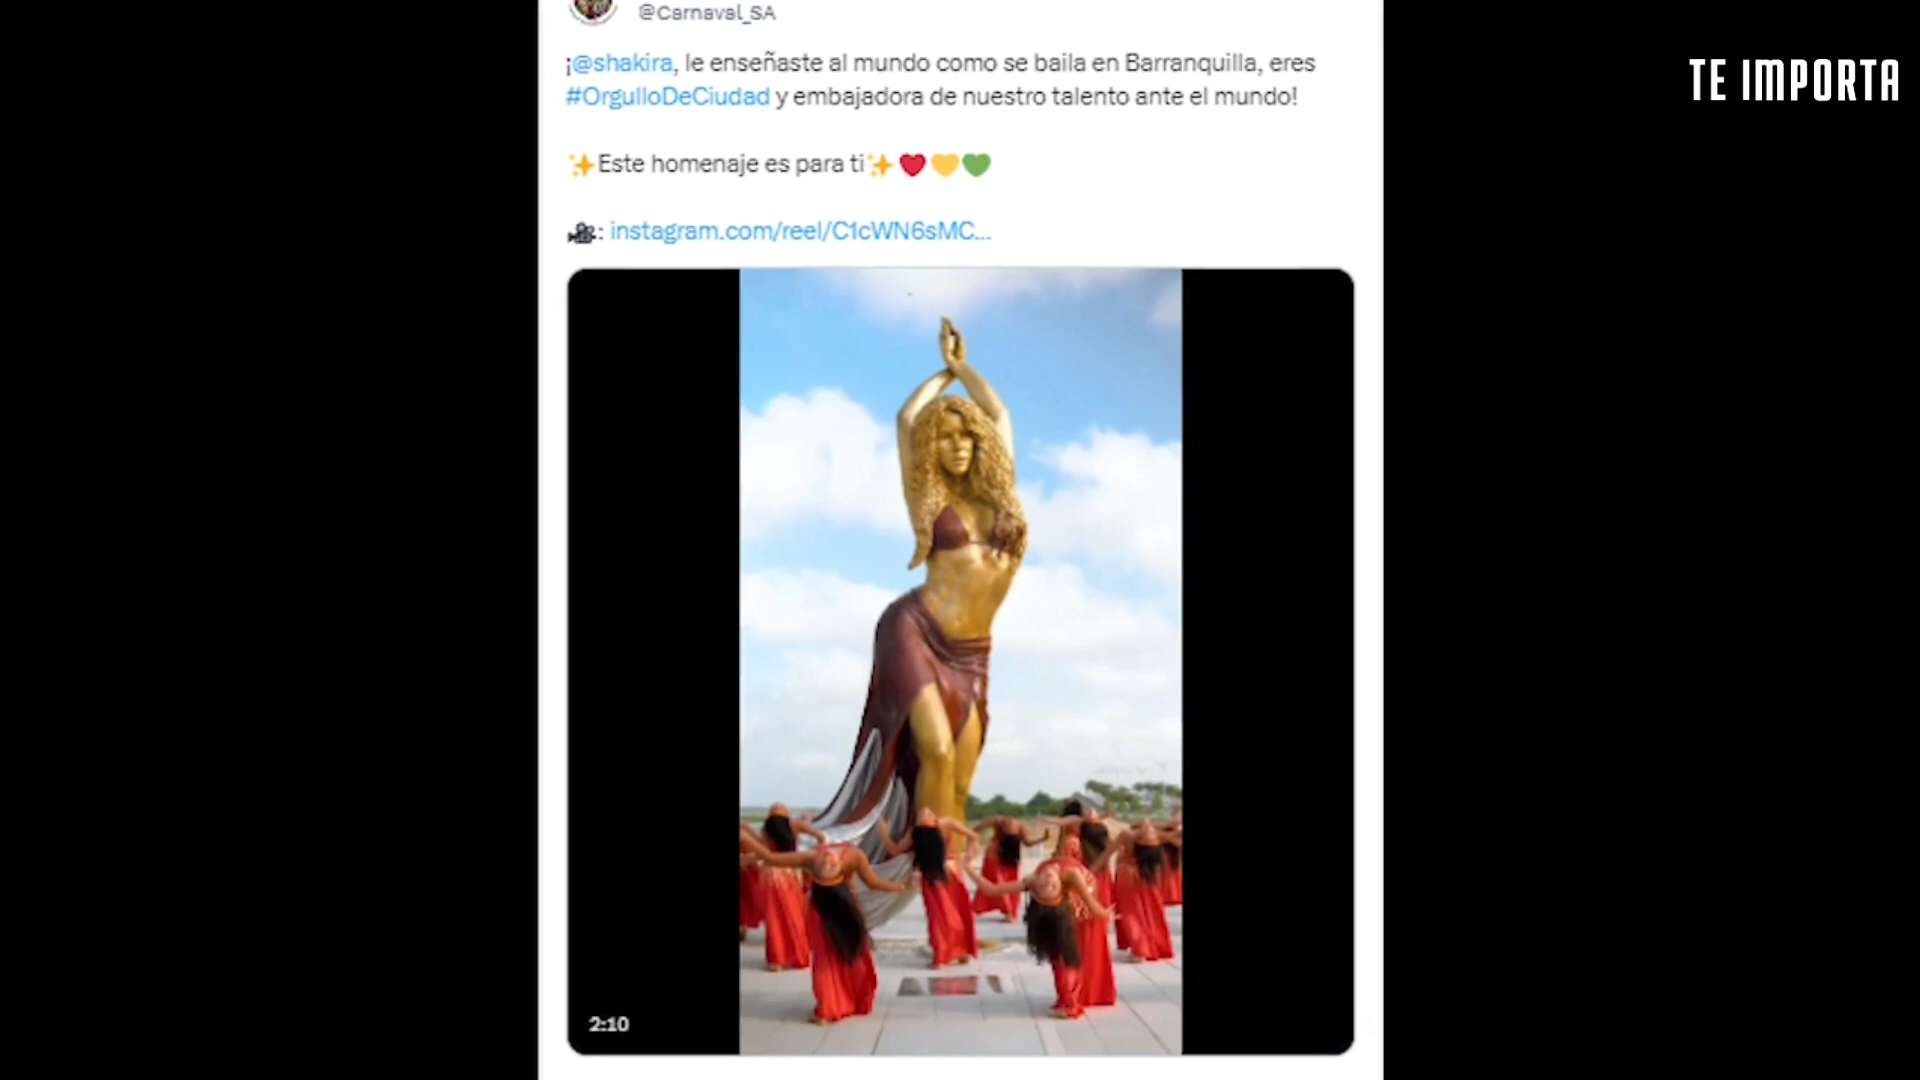 @Carnaval_SA
TE IMPORTA
¡@shakira, le enseñaste al mundo como se baila en Barranquilla, eres
#OrgulloDeCiudad y embajadora de nuestro talento ante el mundo!
✨Este homenaje es para ti✨❤️💛💚
🎥: instagram.com/reel/C1cWN6sMC...
2:10